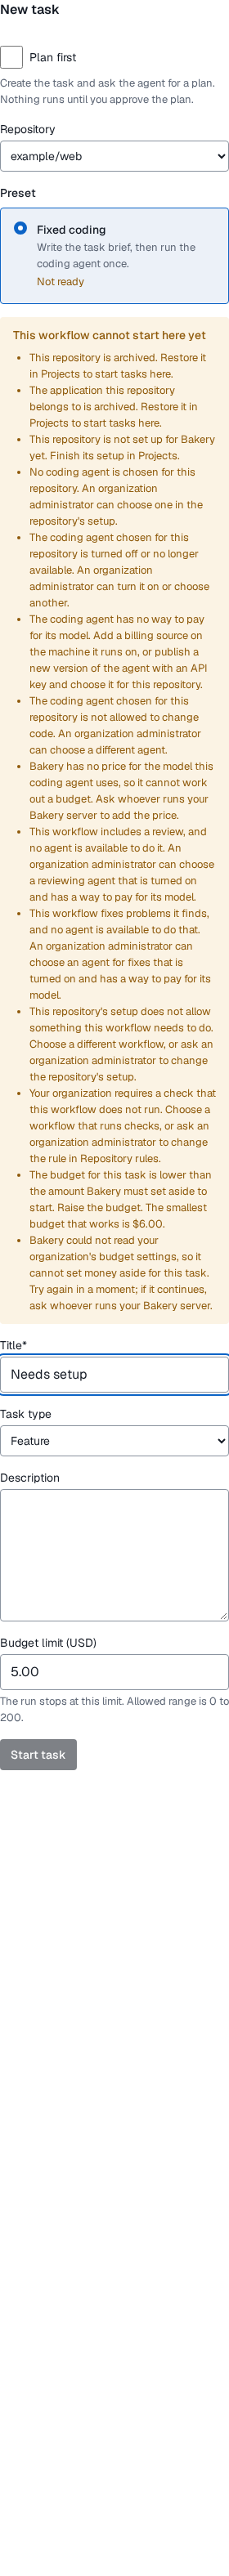 New task
Plan first
Create the task and ask the agent for a plan.
Nothing runs until you approve the plan.
Repository
example/web
Preset
Fixed coding
Write the task brief, then run the
coding agent once.
Not ready
This workflow cannot start here yet
• This repository is archived. Restore it
in Projects to start tasks here.
• The application this repository
belongs to is archived. Restore it in
Projects to start tasks here.
• This repository is not set up for Bakery
yet. Finish its setup in Projects.
• No coding agent is chosen for this
repository. An organization
administrator can choose one in the
repository's setup.
• The coding agent chosen for this
repository is turned off or no longer
available. An organization
administrator can turn it on or choose
another.
• The coding agent has no way to pay
for its model. Add a billing source on
the machine it runs on, or publish a
new version of the agent with an API
key and choose it for this repository.
• The coding agent chosen for this
repository is not allowed to change
code. An organization administrator
can choose a different agent.
• Bakery has no price for the model this
coding agent uses, so it cannot work
out a budget. Ask whoever runs your
Bakery server to add the price.
• This workflow includes a review, and
no agent is available to do it. An
organization administrator can choose
a reviewing agent that is turned on
and has a way to pay for its model.
• This workflow fixes problems it finds,
and no agent is available to do that.
An organization administrator can
choose an agent for fixes that is
turned on and has a way to pay for its
model.
• This repository's setup does not allow
something this workflow needs to do.
Choose a different workflow, or ask an
organization administrator to change
the repository's setup.
• Your organization requires a check that
this workflow does not run. Choose a
workflow that runs checks, or ask an
organization administrator to change
the rule in Repository rules.
• The budget for this task is lower than
the amount Bakery must set aside to
start. Raise the budget. The smallest
budget that works is $6.00.
• Bakery could not read your
organization's budget settings, so it
cannot set money aside for this task.
Try again in a moment; if it continues,
ask whoever runs your Bakery server.
Title*
Needs setup
Task type
Feature
Description
Budget limit (USD)
5.00
The run stops at this limit. Allowed range is 0 to
200.
Start task